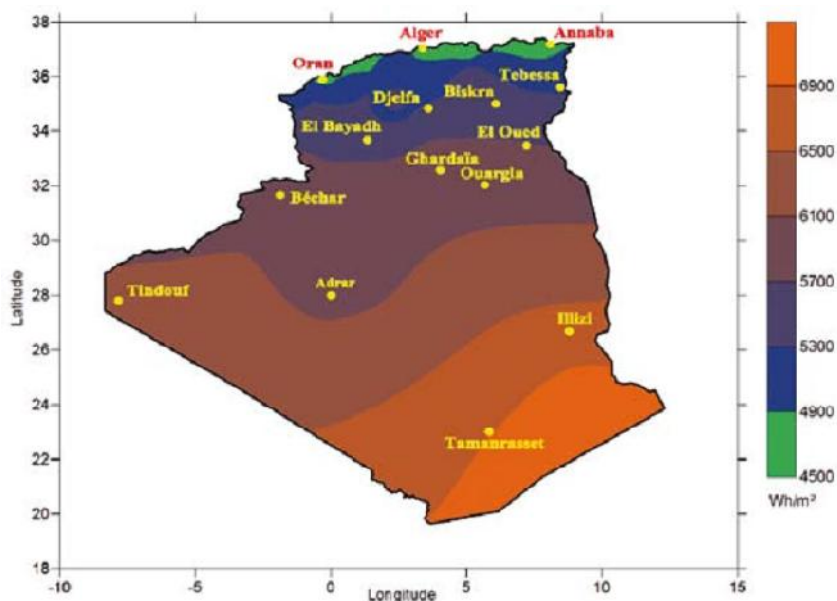 38
36
34
32
30
28
26
24
22
20
18
Latitude
-10
-5
0
5
10
15
Longitude
Alger
Annaba
Oran
Tebessa
Biskra
Djelfa
El Bayadh
El Oued
Ghardaïa
Ouargla
Béchar
Adrar
Tindouf
Illizi
Tamanrasset
6900
6500
6100
5700
5300
4900
4500
Wh/m²